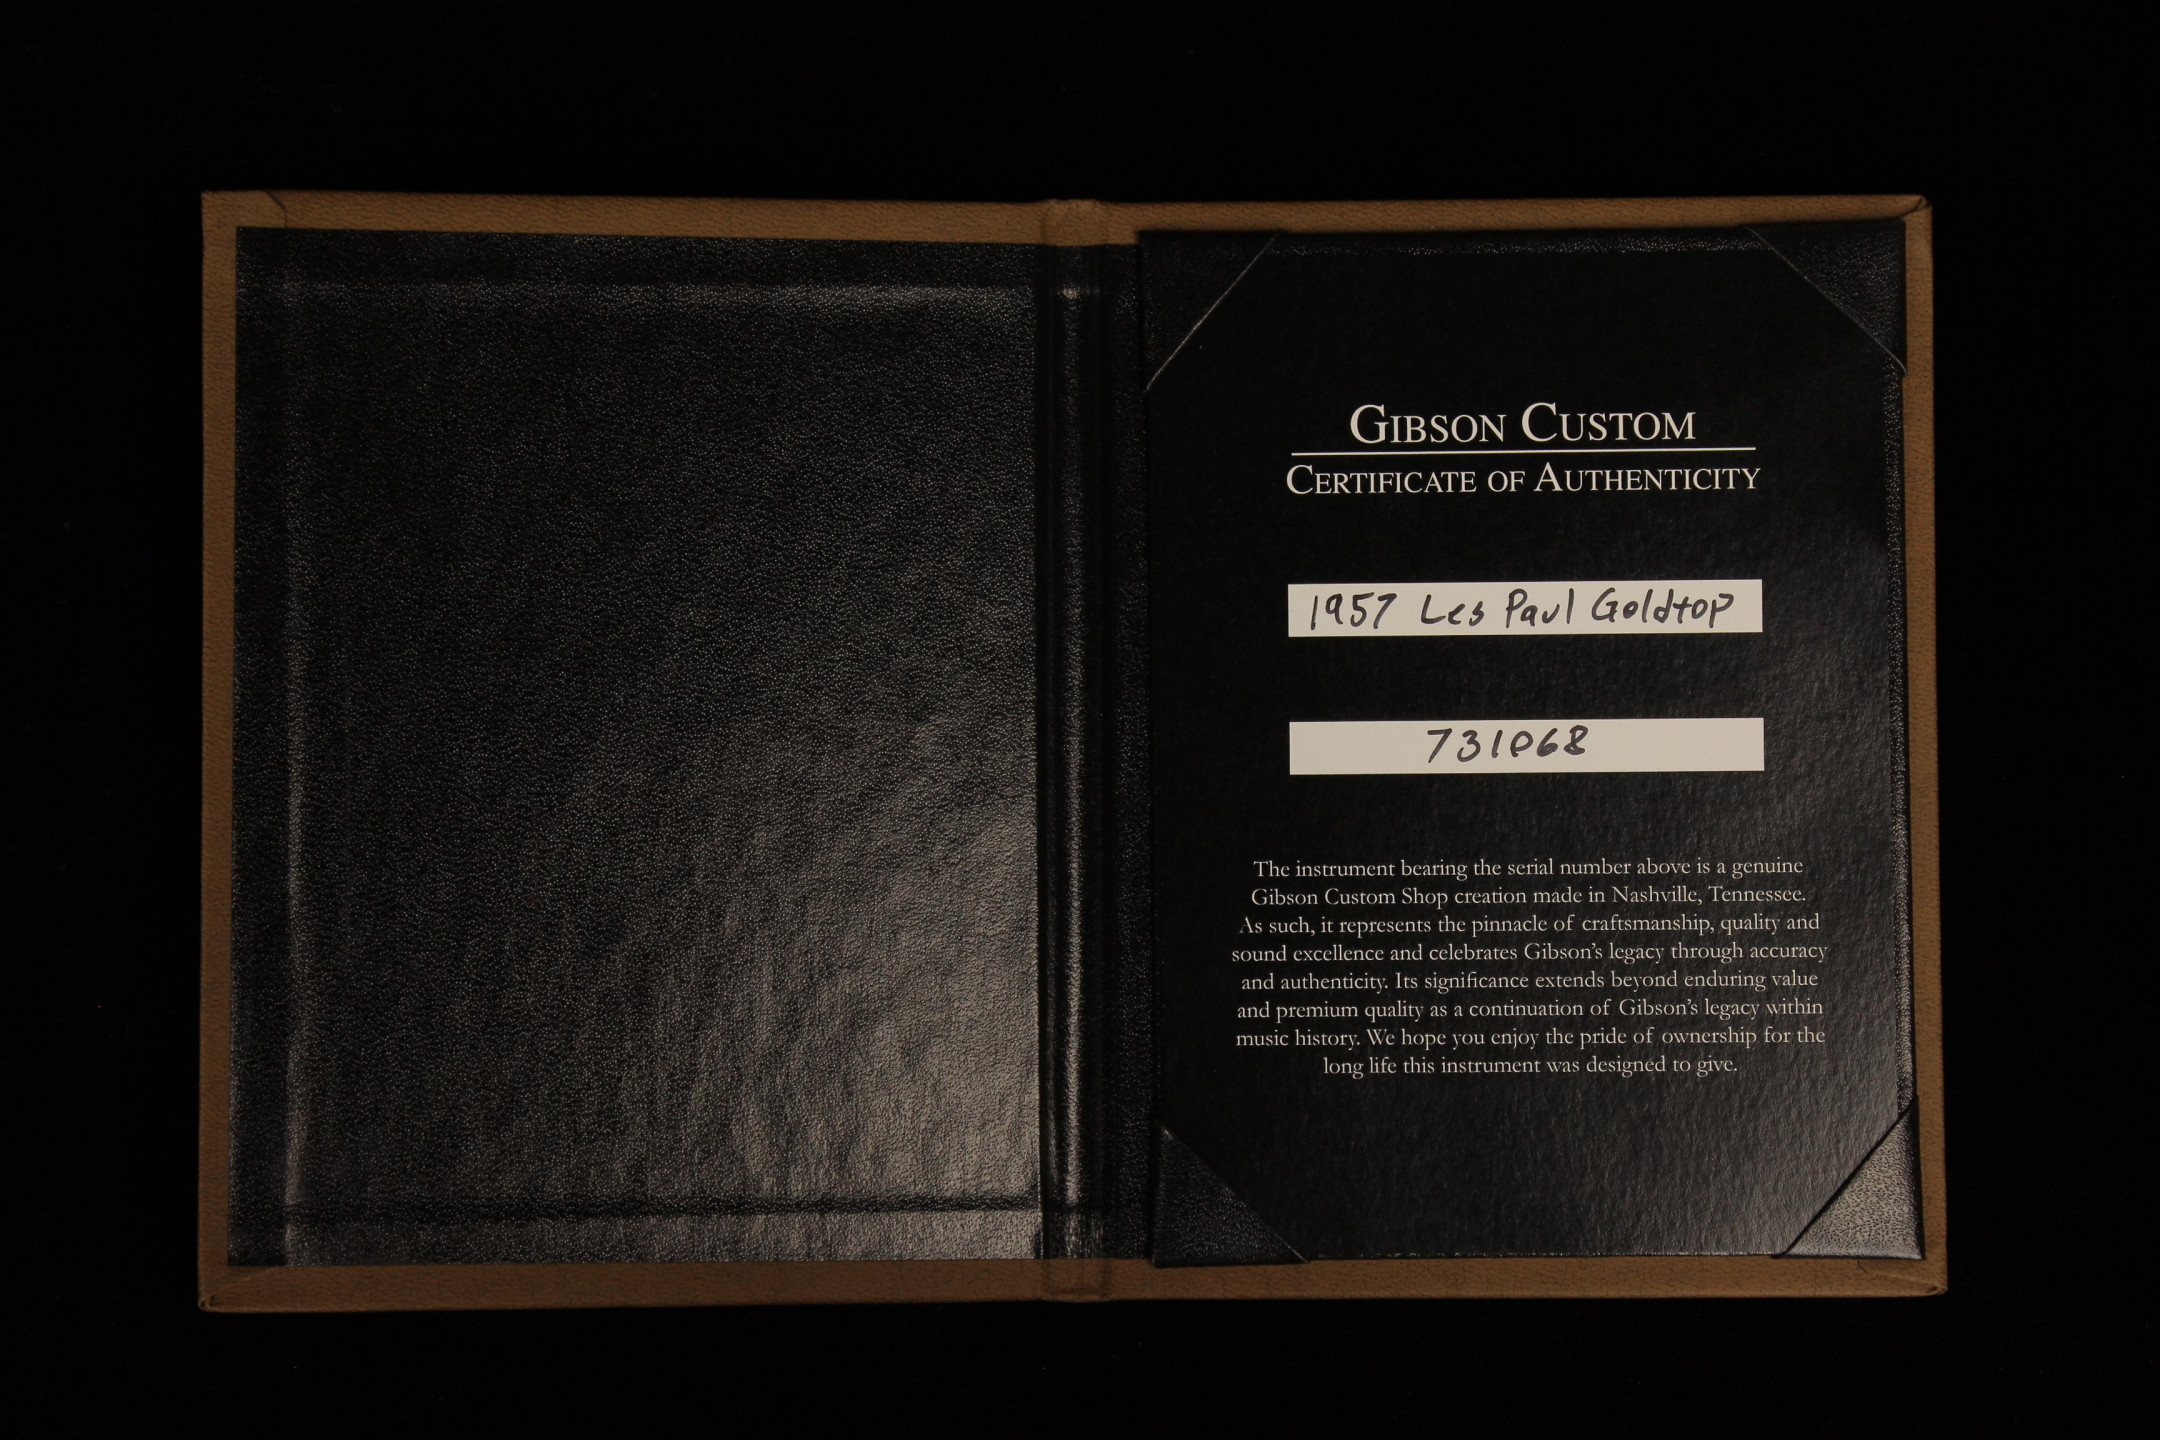 GIBSON CUSTOM
CERTIFICATE OF AUTHENTICITY
1957 Les Paul Goldtop
731068
The instrument bearing the serial number above is a genuine
Gibson Custom Shop creation made in Nashville, Tennessee.
As such, it represents the pinnacle of craftsmanship, quality and
sound excellence and celebrates Gibson's legacy through accuracy
and authenticity. Its significance extends beyond enduring value
and premium quality as a continuation of Gibson's legacy within
music history. We hope you enjoy the pride of ownership for the
long life this instrument was designed to give.